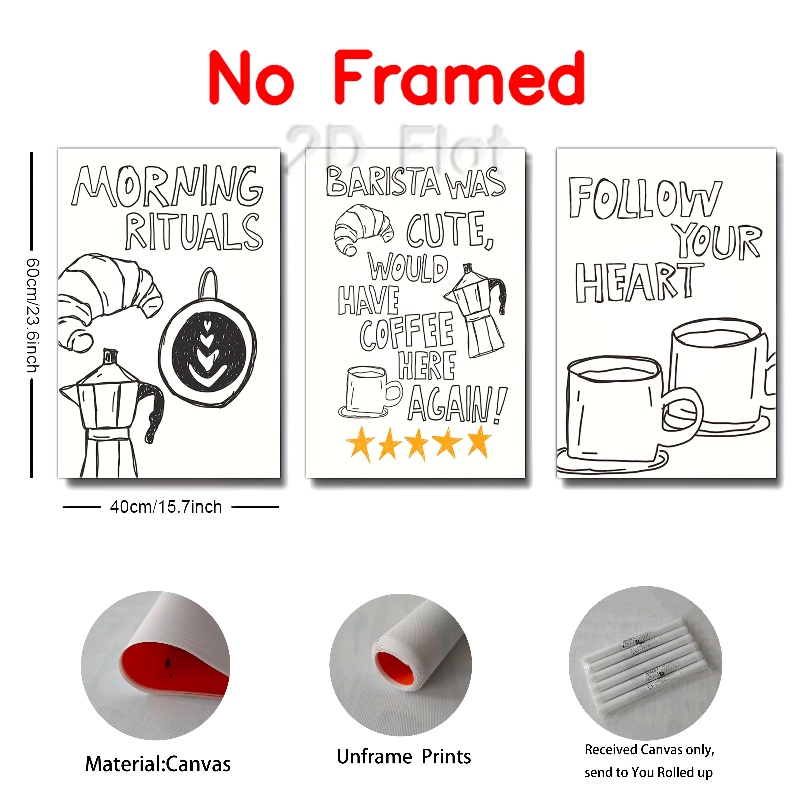 No Framed
2D Flat
MORNING
RITUALS
BARISTA WAS
CUTE,
WOULD
HAVE
COFFEE
HERE
AGAIN!
FOLLOW
YOUR
HEART
60cm/23.6inch
40cm/15.7inch
Material:Canvas
Unframe Prints
Received Canvas only,
send to You Rolled up